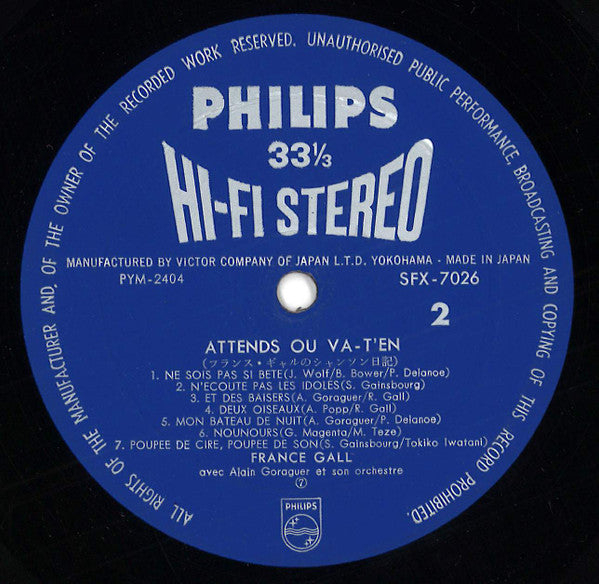 ALL RIGHTS OF THE MANUFACTURER AND, OF THE OWNER OF THE RECORDED WORK RESERVED. UNAUTHORISED PUBLIC PERFORMANCE, BROADCASTING AND COPYING OF THIS RECORD PROHIBITED.
PHILIPS
33⅓
HI-FI STEREO
MANUFACTURED BY VICTOR COMPANY OF JAPAN L.T.D. YOKOHAMA - MADE IN JAPAN
PYM-2404 SFX-7026
2
ATTENDS OU VA-T'EN
(フランス・ギャルのシャンソン日記)
1. NE SOIS PAS SI BETE(J. Wolf/B. Bower/P. Delanoe)
2. N'ECOUTE PAS LES IDOLES(S. Gainsbourg)
3. ET DES BAISERS(A. Goraguer/R. Gall)
4. DEUX OISEAUX(A. Popp/R. Gall)
5. MON BATEAU DE NUIT(A. Goraguer/P. Delanoe)
6. NOUNOURS(G. Magenta/M. Teze)
7. POUPEE DE CIRE, POUPEE DE SON(S. Gainsbourg/Tokiko Iwatani)
FRANCE GALL
avec Alain Goraguer et son orchestre
⑦
PHILIPS